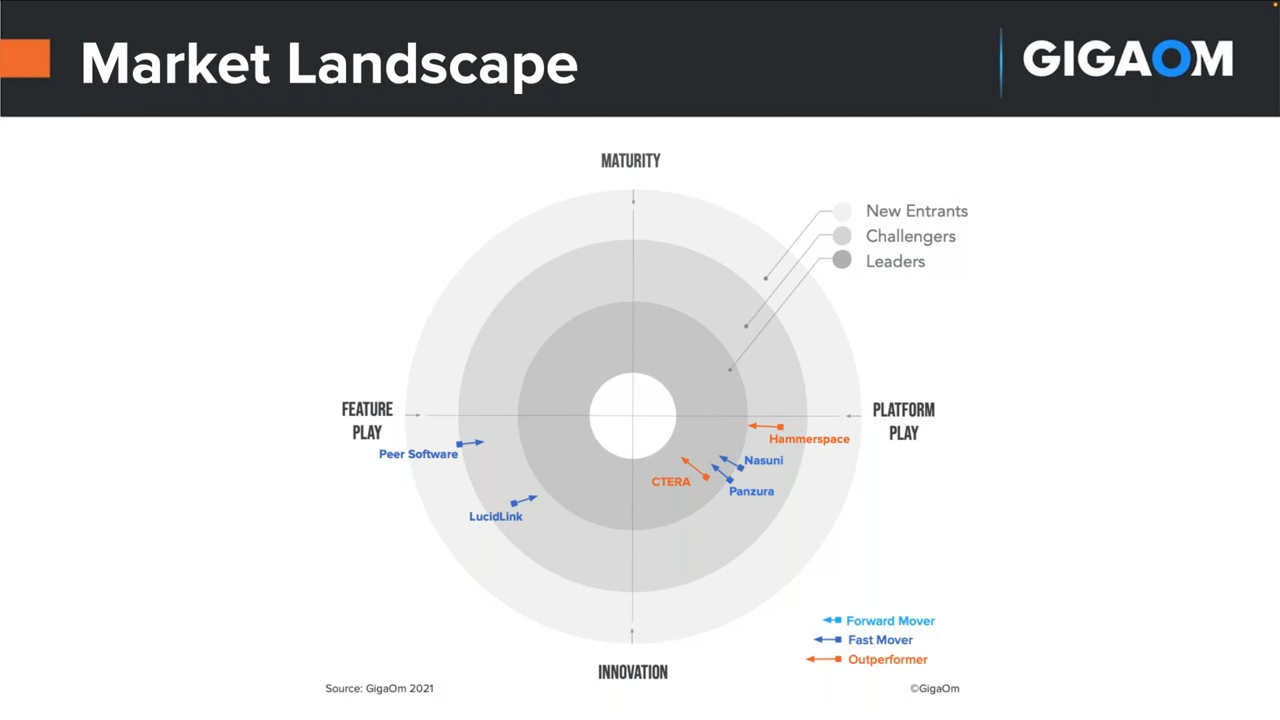 Market Landscape
GIGAOM
MATURITY
New Entrants
Challengers
Leaders
FEATURE
PLAY
PLATFORM
PLAY
Hammerspace
Peer Software
Nasuni
CTERA
Panzura
LucidLink
Forward Mover
Fast Mover
Outperformer
INNOVATION
Source: GigaOm 2021
©GigaOm